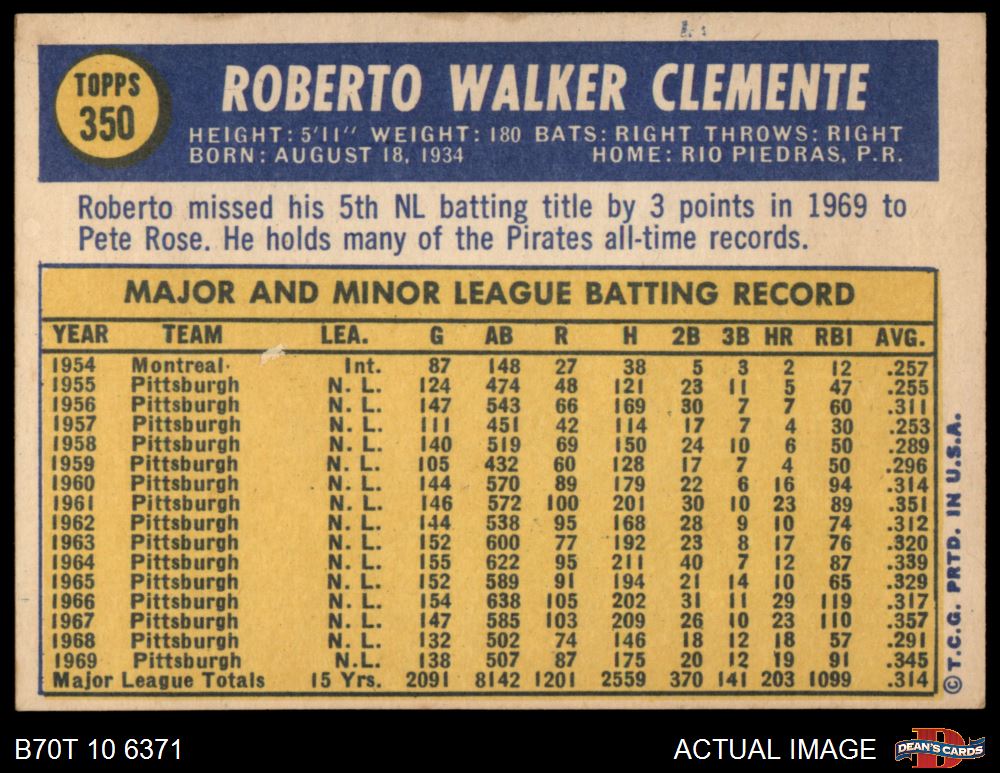 TOPPS
350
ROBERTO WALKER CLEMENTE
HEIGHT: 5'11" WEIGHT: 180 BATS: RIGHT THROWS: RIGHT
BORN: AUGUST 18, 1934 HOME: RIO PIEDRAS, P.R.
Roberto missed his 5th NL batting title by 3 points in 1969 to
Pete Rose. He holds many of the Pirates all-time records.
MAJOR AND MINOR LEAGUE BATTING RECORD
YEAR TEAM LEA. G AB R H 2B 3B HR RBI AVG.
1954 Montreal Int. 87 148 27 38 5 3 2 12 .257
1955 Pittsburgh N. L. 124 474 48 121 23 11 5 47 .255
1956 Pittsburgh N. L. 147 543 66 169 30 7 7 60 .311
1957 Pittsburgh N. L. 111 451 42 114 17 7 4 30 .253
1958 Pittsburgh N. L. 140 519 69 150 24 10 6 50 .289
1959 Pittsburgh N. L. 105 432 60 128 17 7 4 50 .296
1960 Pittsburgh N. L. 144 570 89 179 22 6 16 94 .314
1961 Pittsburgh N. L. 146 572 100 201 30 10 23 89 .351
1962 Pittsburgh N. L. 144 538 95 168 28 9 10 74 .312
1963 Pittsburgh N. L. 152 600 77 192 23 8 17 76 .320
1964 Pittsburgh N. L. 155 622 95 211 40 7 12 87 .339
1965 Pittsburgh N. L. 152 589 91 194 21 14 10 65 .329
1966 Pittsburgh N. L. 154 638 105 202 31 11 29 119 .317
1967 Pittsburgh N. L. 147 585 103 209 26 10 23 110 .357
1968 Pittsburgh N. L. 132 502 74 146 18 12 18 57 .291
1969 Pittsburgh N.L. 138 507 87 175 20 12 19 91 .345
Major League Totals 15 Yrs. 2091 8142 1201 2559 370 141 203 1099 .314
© T.C.G. PRTD. IN U.S.A.
B70T 10 6371
ACTUAL IMAGE
DEAN'S CARDS